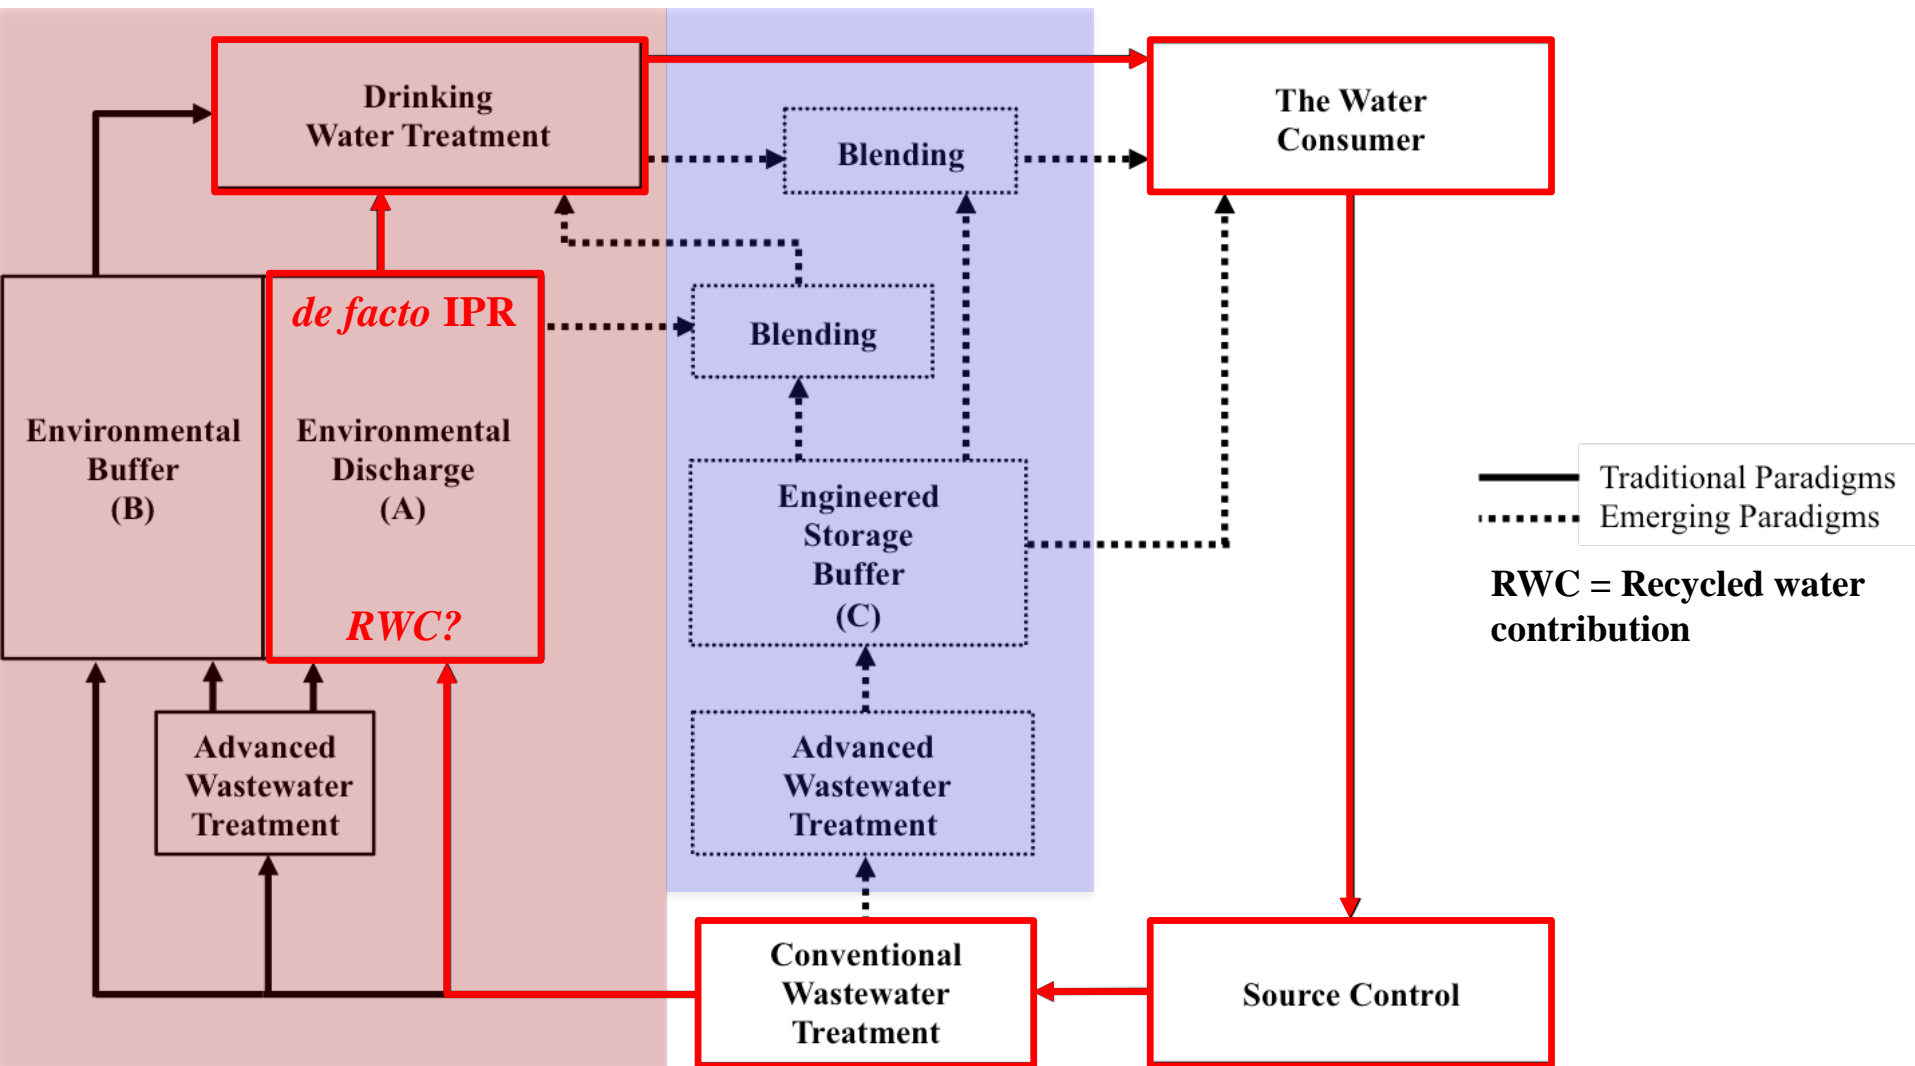 Drinking
Water Treatment
The Water
Consumer
Blending
de facto IPR
Blending
Environmental
Buffer
(B)
Environmental
Discharge
(A)
RWC?
Engineered
Storage
Buffer
(C)
Traditional Paradigms
Emerging Paradigms
RWC = Recycled water
contribution
Advanced
Wastewater
Treatment
Advanced
Wastewater
Treatment
Conventional
Wastewater
Treatment
Source Control